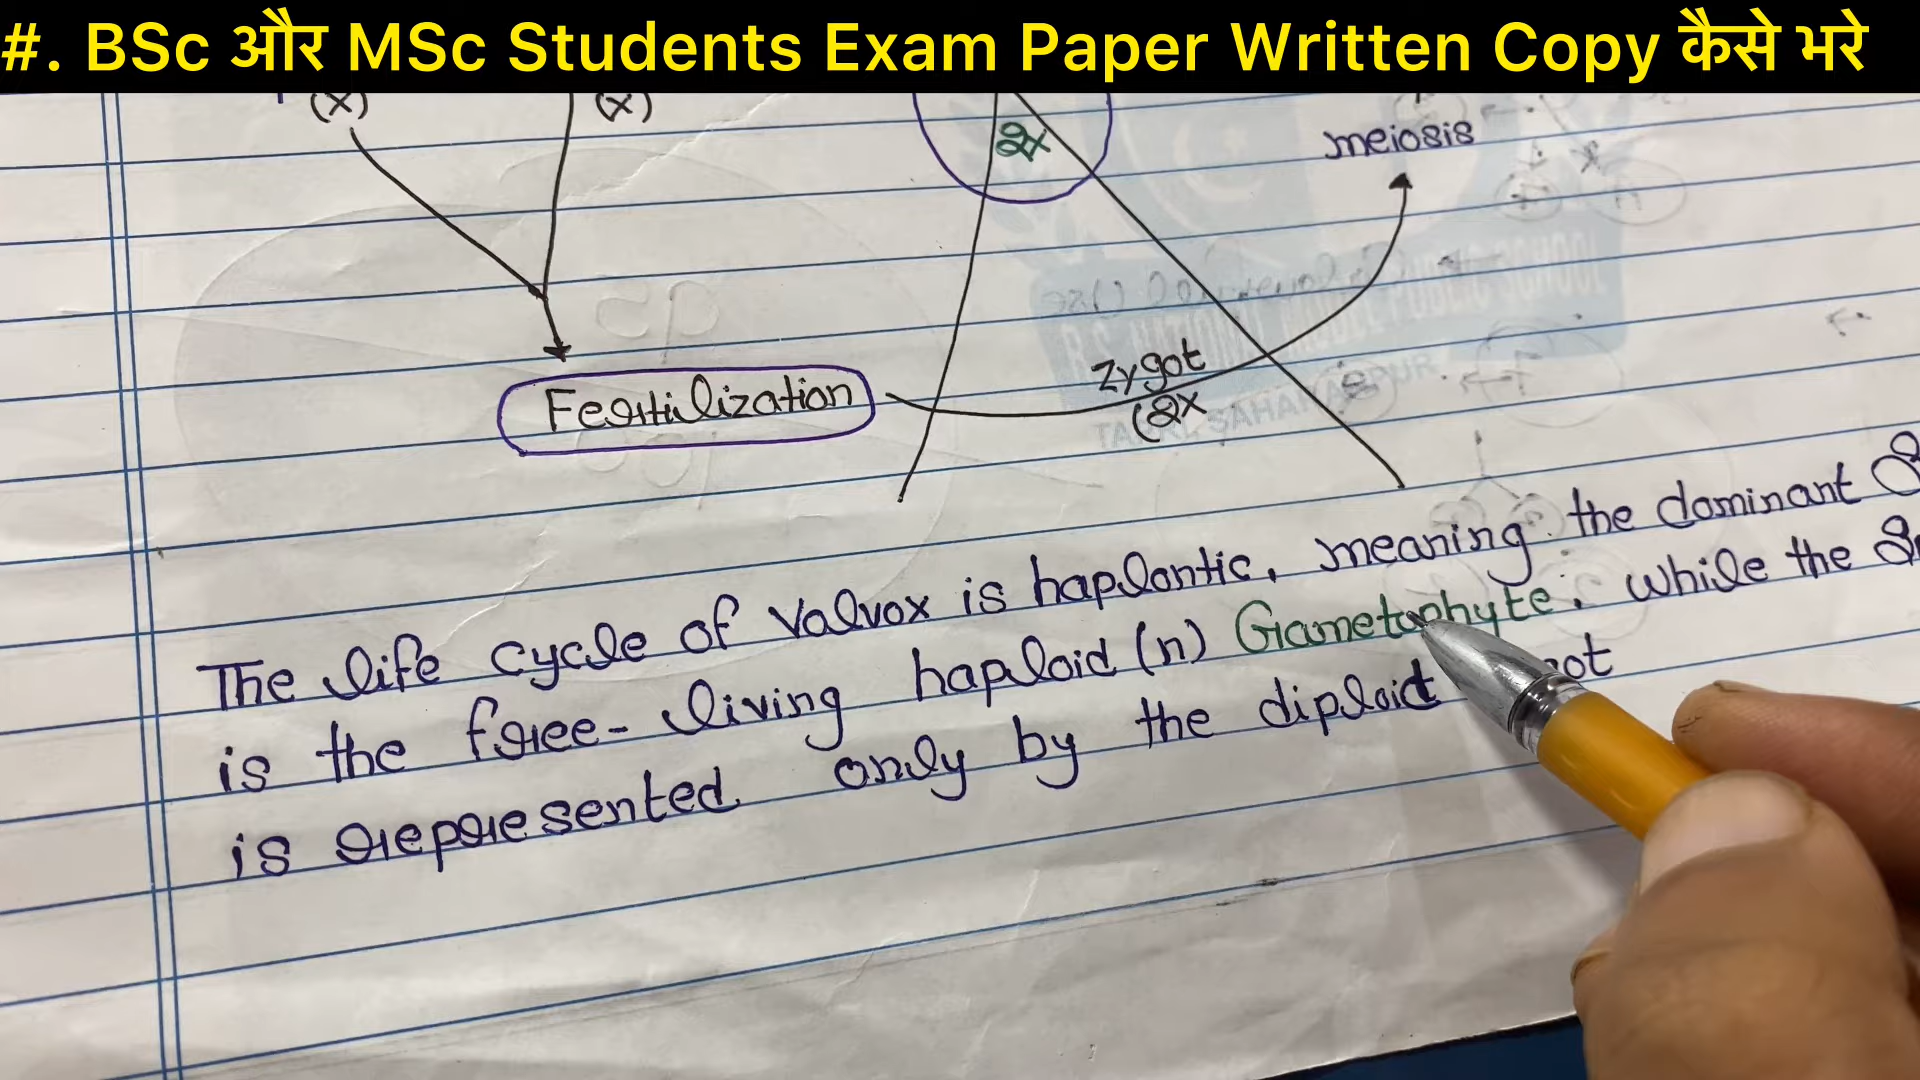 #. BSc और MSc Students Exam Paper Written Copy कैसे भरे
(x) (x)
2x
meiosis
Fertilization
Zygot
(2x
The life cycle of Valvox is haplontic, meaning the dominant
is the free-living haploid (n) Gametophyte. While the
is represented only by the diploid